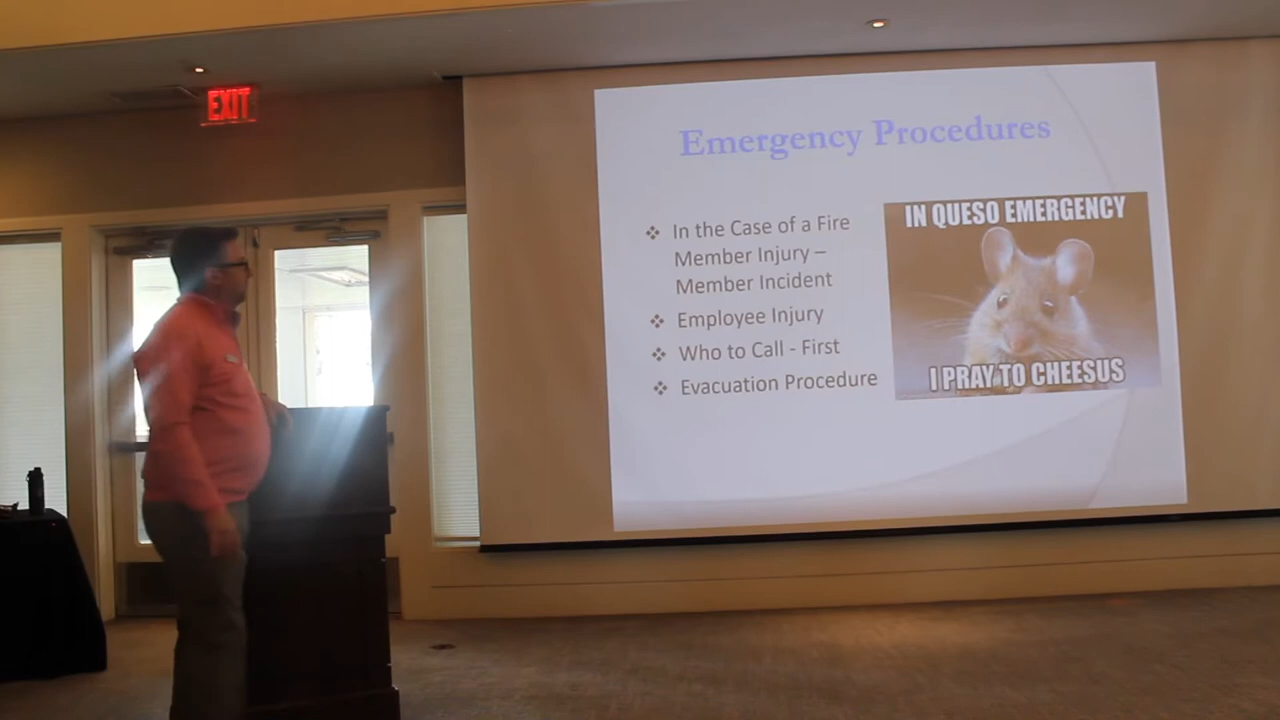 EXIT
Emergency Procedures
❖ In the Case of a Fire
Member Injury –
Member Incident
❖ Employee Injury
❖ Who to Call - First
❖ Evacuation Procedure
IN QUESO EMERGENCY
I PRAY TO CHEESUS